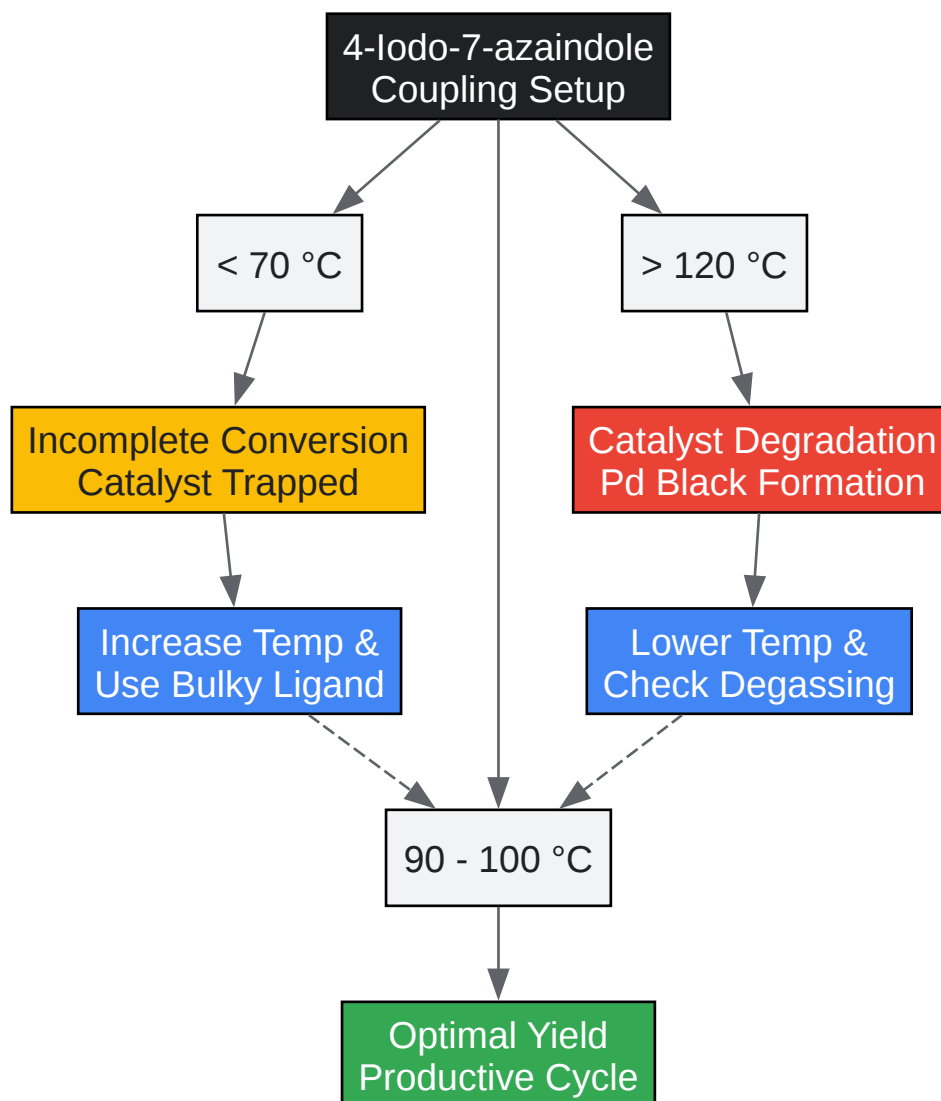 4-Iodo-7-azaindole
Coupling Setup
< 70 °C
> 120 °C
Incomplete Conversion
Catalyst Trapped
Catalyst Degradation
Pd Black Formation
Increase Temp &
Use Bulky Ligand
Lower Temp &
Check Degassing
90 - 100 °C
Optimal Yield
Productive Cycle